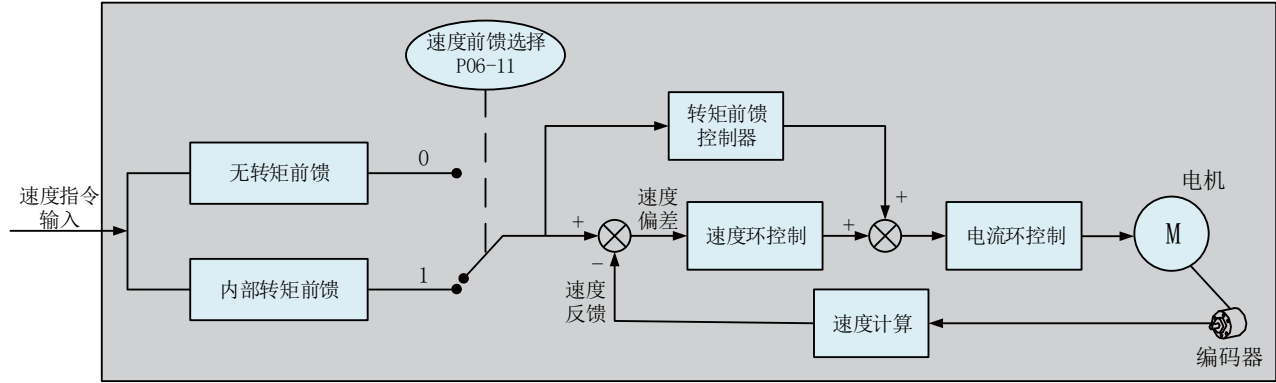 速度前馈选择
P06-11
转矩前馈
控制器
无转矩前馈
0
速度指令
输入
内部转矩前馈
1
+
−
速度
偏差
速度环控制
+
+
电流环控制
电机
M
速度
反馈
速度计算
编码器